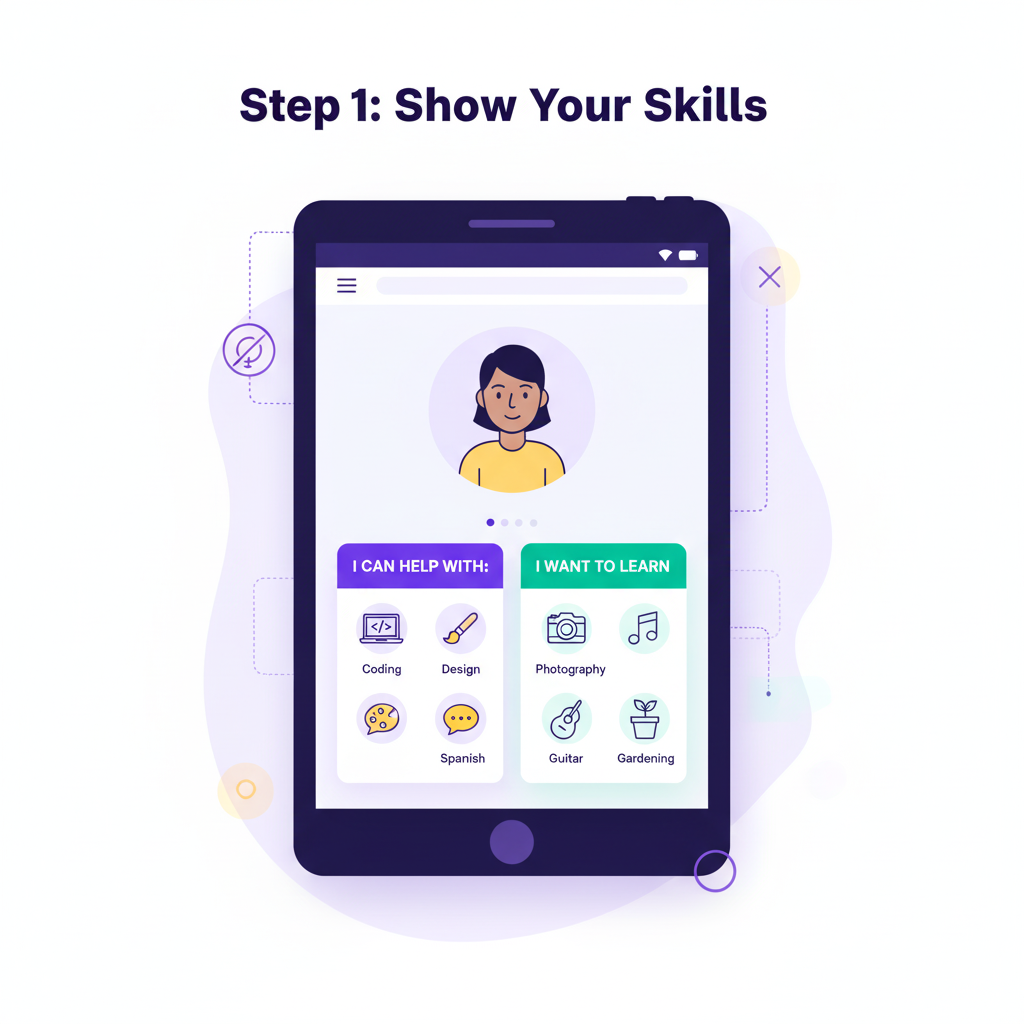 Step 1: Show Your Skills
I CAN HELP WITH:
Coding
Design
Spanish
I WANT TO LEARN
Photography
Guitar
Gardening